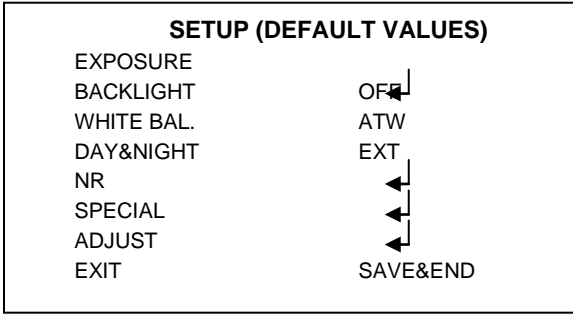 SETUP (DEFAULT VALUES)
EXPOSURE
BACKLIGHT OFF
WHITE BAL. ATW
DAY&NIGHT EXT
NR
SPECIAL
ADJUST
EXIT SAVE&END